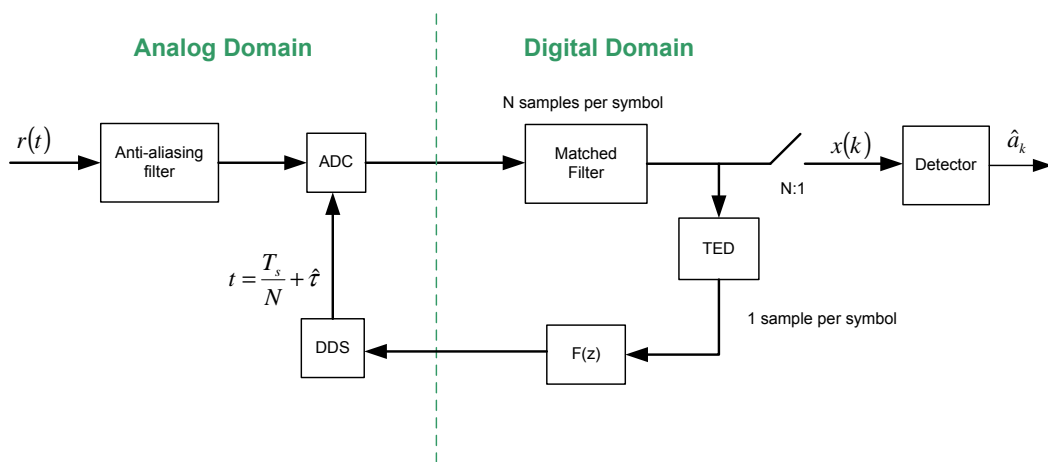 Analog Domain
Digital Domain
N samples per symbol
r(t)
Anti-aliasing
filter
ADC
Matched
Filter
x(k)
N:1
Detector
â_k
TED
t = T_s/N + τ̂
1 sample per symbol
DDS
F(z)